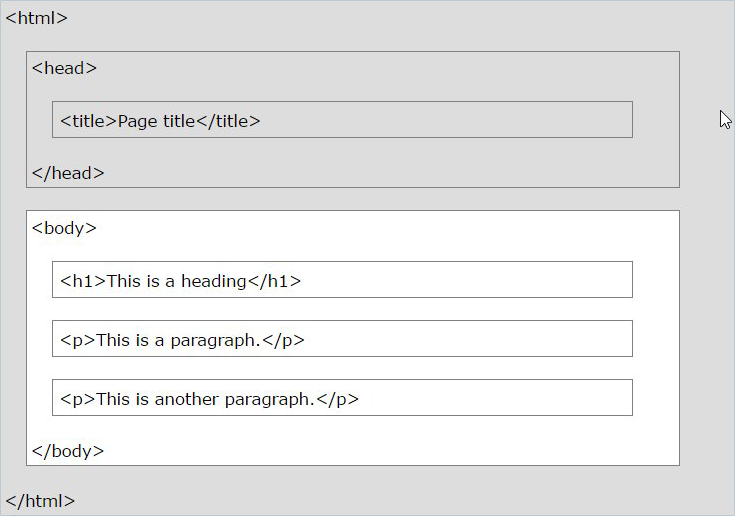 <html>
<head>
<title>Page title</title>
</head>
<body>
<h1>This is a heading</h1>
<p>This is a paragraph.</p>
<p>This is another paragraph.</p>
</body>
</html>